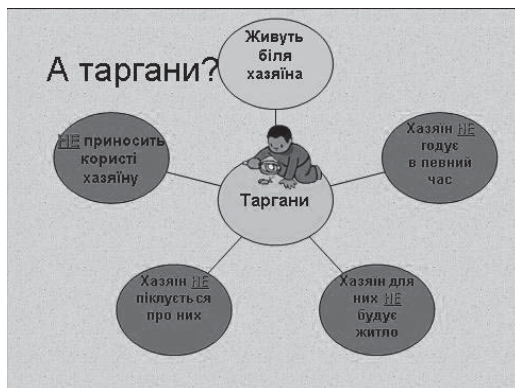 А таргани?
Живуть
біля
хазяїна
НЕ приносить
користі
хазяїну
Хазяїн НЕ
годує
в певний
час
Таргани
Хазяїн НЕ
піклується
про них
Хазяїн для
них НЕ
будує
житло